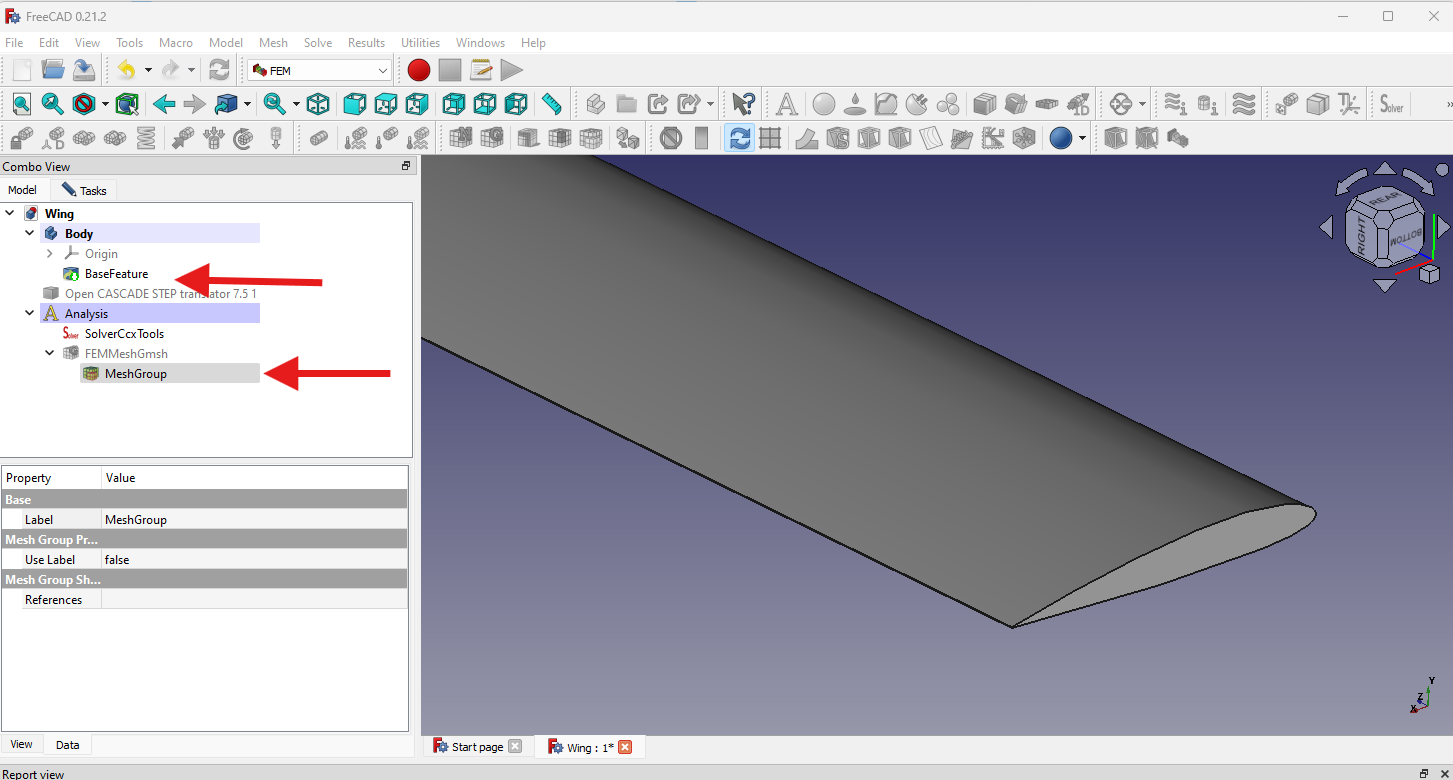 FreeCAD 0.21.2
File Edit View Tools Macro Model Mesh Solve Results Utilities Windows Help
FEM
Solver
Combo View
Model Tasks
Wing
Body
Origin
BaseFeature
Open CASCADE STEP translator 7.5 1
Analysis
Solver SolverCcxTools
FEMMeshGmsh
MeshGroup
Property Value
Base
Label MeshGroup
Mesh Group Pr...
Use Label false
Mesh Group Sh...
References
View Data
REAR
RIGHT
BOTTOM
Y
Z
X
Start page Wing : 1*
Report view